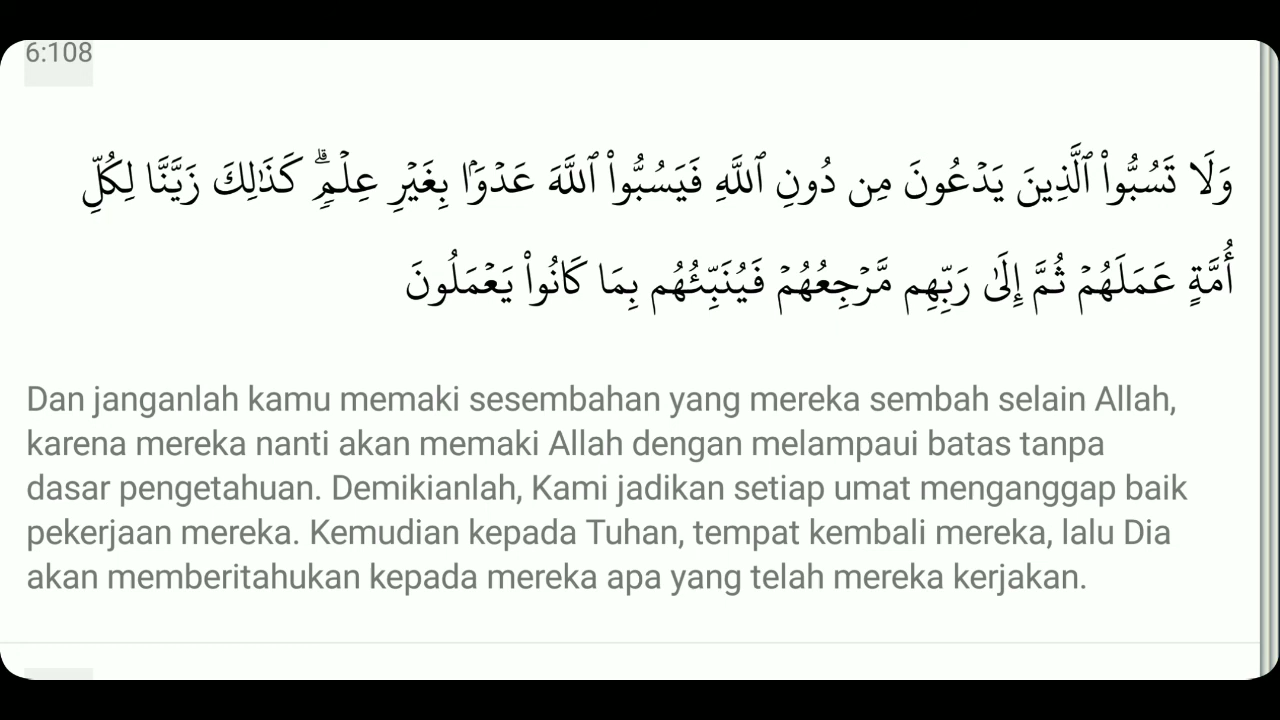 6:108
وَلَا تَسُبُّوا۟ ٱلَّذِينَ يَدْعُونَ مِن دُونِ ٱللَّهِ فَيَسُبُّوا۟ ٱللَّهَ عَدْوًۢا بِغَيْرِ عِلْمٍۗ كَذَٰلِكَ زَيَّنَّا لِكُلِّ
أُمَّةٍ عَمَلَهُمْ ثُمَّ إِلَىٰ رَبِّهِم مَّرْجِعُهُمْ فَيُنَبِّئُهُم بِمَا كَانُوا۟ يَعْمَلُونَ
Dan janganlah kamu memaki sesembahan yang mereka sembah selain Allah,
karena mereka nanti akan memaki Allah dengan melampaui batas tanpa
dasar pengetahuan. Demikianlah, Kami jadikan setiap umat menganggap baik
pekerjaan mereka. Kemudian kepada Tuhan, tempat kembali mereka, lalu Dia
akan memberitahukan kepada mereka apa yang telah mereka kerjakan.